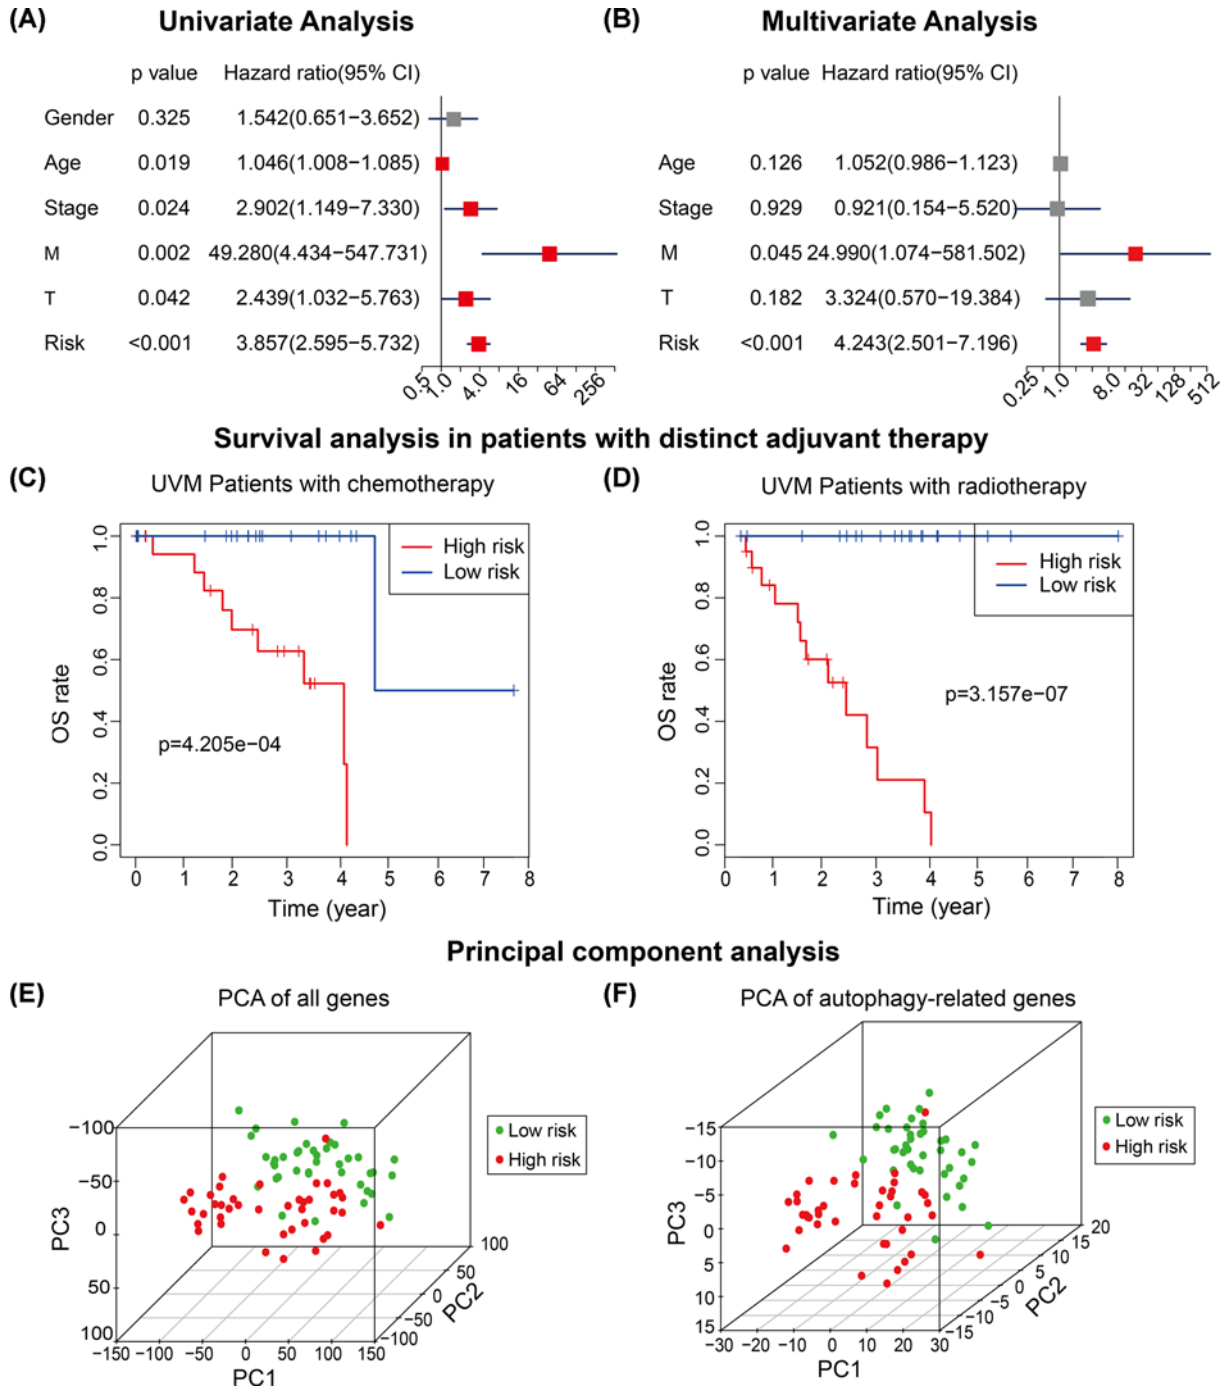 (A) Univariate Analysis
p value Hazard ratio(95% CI)
Gender 0.325 1.542(0.651−3.652)
Age 0.019 1.046(1.008−1.085)
Stage 0.024 2.902(1.149−7.330)
M 0.002 49.280(4.434−547.731)
T 0.042 2.439(1.032−5.763)
Risk <0.001 3.857(2.595−5.732)
0.5 1.0 4.0 16 64 256
(B) Multivariate Analysis
p value Hazard ratio(95% CI)
Age 0.126 1.052(0.986−1.123)
Stage 0.929 0.921(0.154−5.520)
M 0.045 24.990(1.074−581.502)
T 0.182 3.324(0.570−19.384)
Risk <0.001 4.243(2.501−7.196)
0.25 1.0 8.0 32 128 512
Survival analysis in patients with distinct adjuvant therapy
(C) UVM Patients with chemotherapy
High risk
Low risk
p=4.205e−04
OS rate
0.0 0.2 0.4 0.6 0.8 1.0
0 1 2 3 4 5 6 7 8
Time (year)
(D) UVM Patients with radiotherapy
High risk
Low risk
p=3.157e−07
OS rate
0.0 0.2 0.4 0.6 0.8 1.0
0 1 2 3 4 5 6 7 8
Time (year)
Principal component analysis
(E) PCA of all genes
Low risk
High risk
−100
−50
0
50
100
PC3
−150 −100 −50 0 50 100 150
PC1
−100 −50 0 50 100
PC2
(F) PCA of autophagy-related genes
Low risk
High risk
−15
−10
−5
0
5
10
15
PC3
−30 −20 −10 0 10 20 30
PC1
−15 −10 −5 0 5 10 15 20
PC2